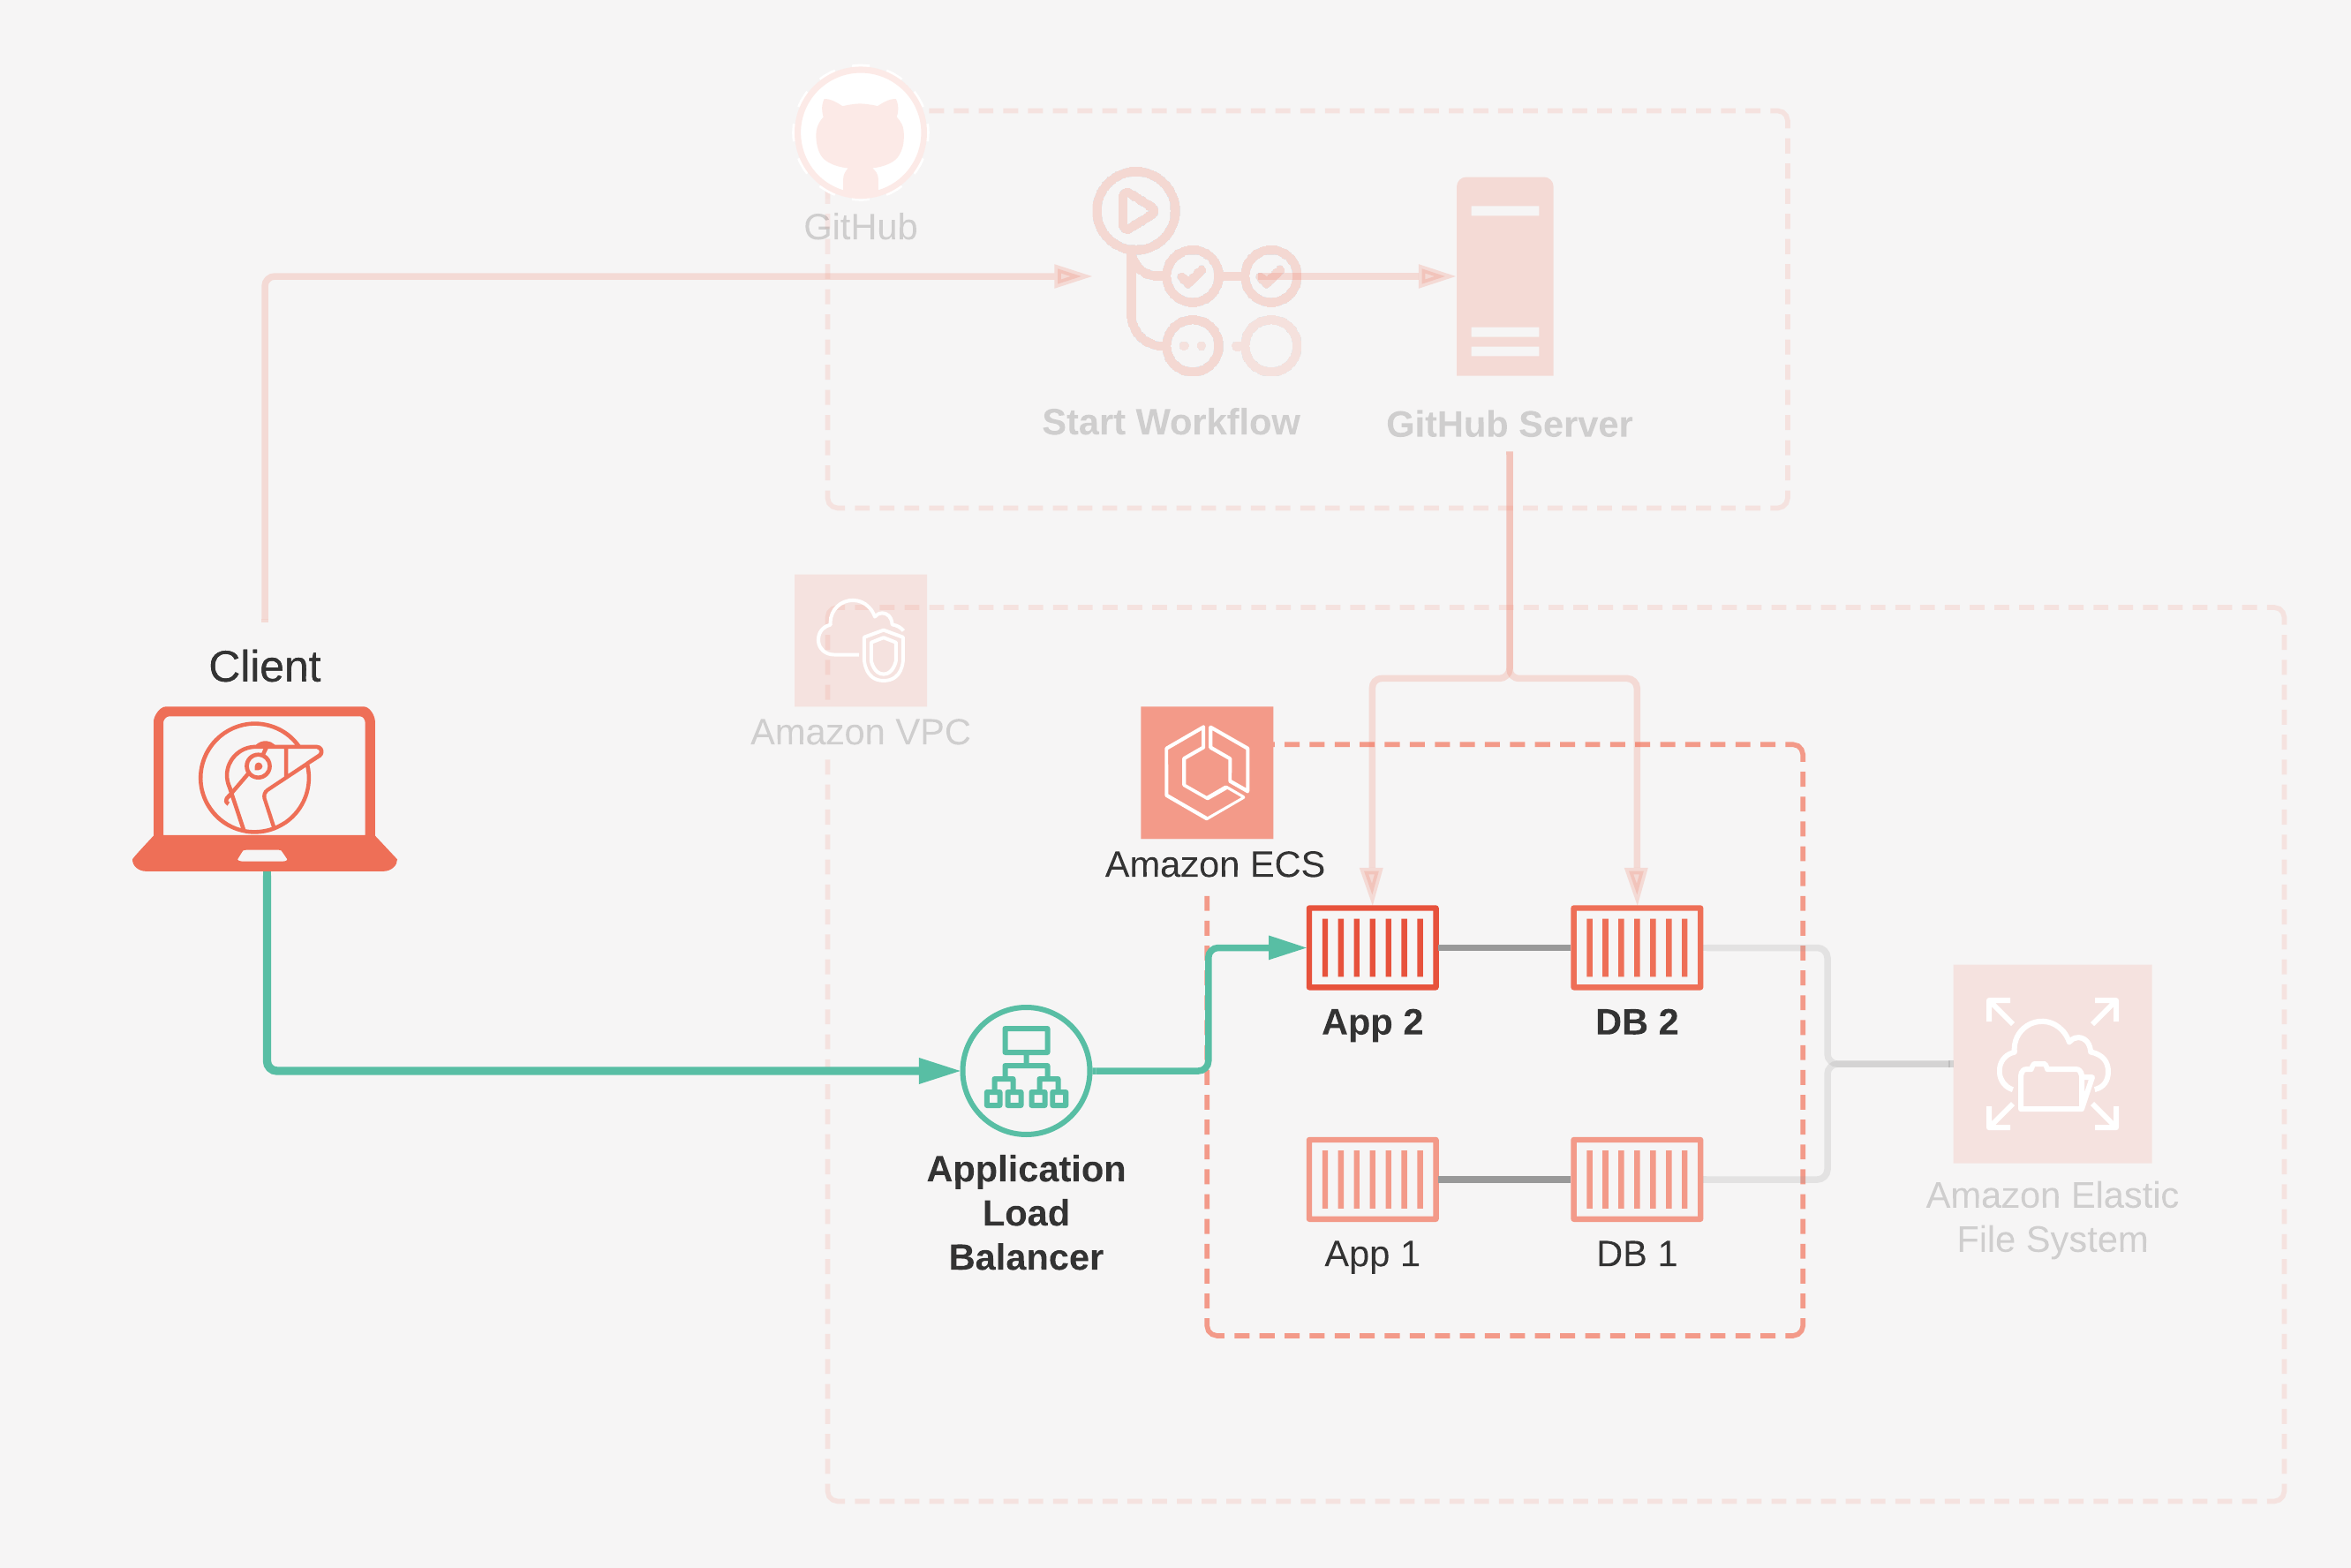 GitHub
Start Workflow
GitHub Server
Client
Amazon VPC
Amazon ECS
App 2
DB 2
Application
Load
Balancer
App 1
DB 1
Amazon Elastic
File System